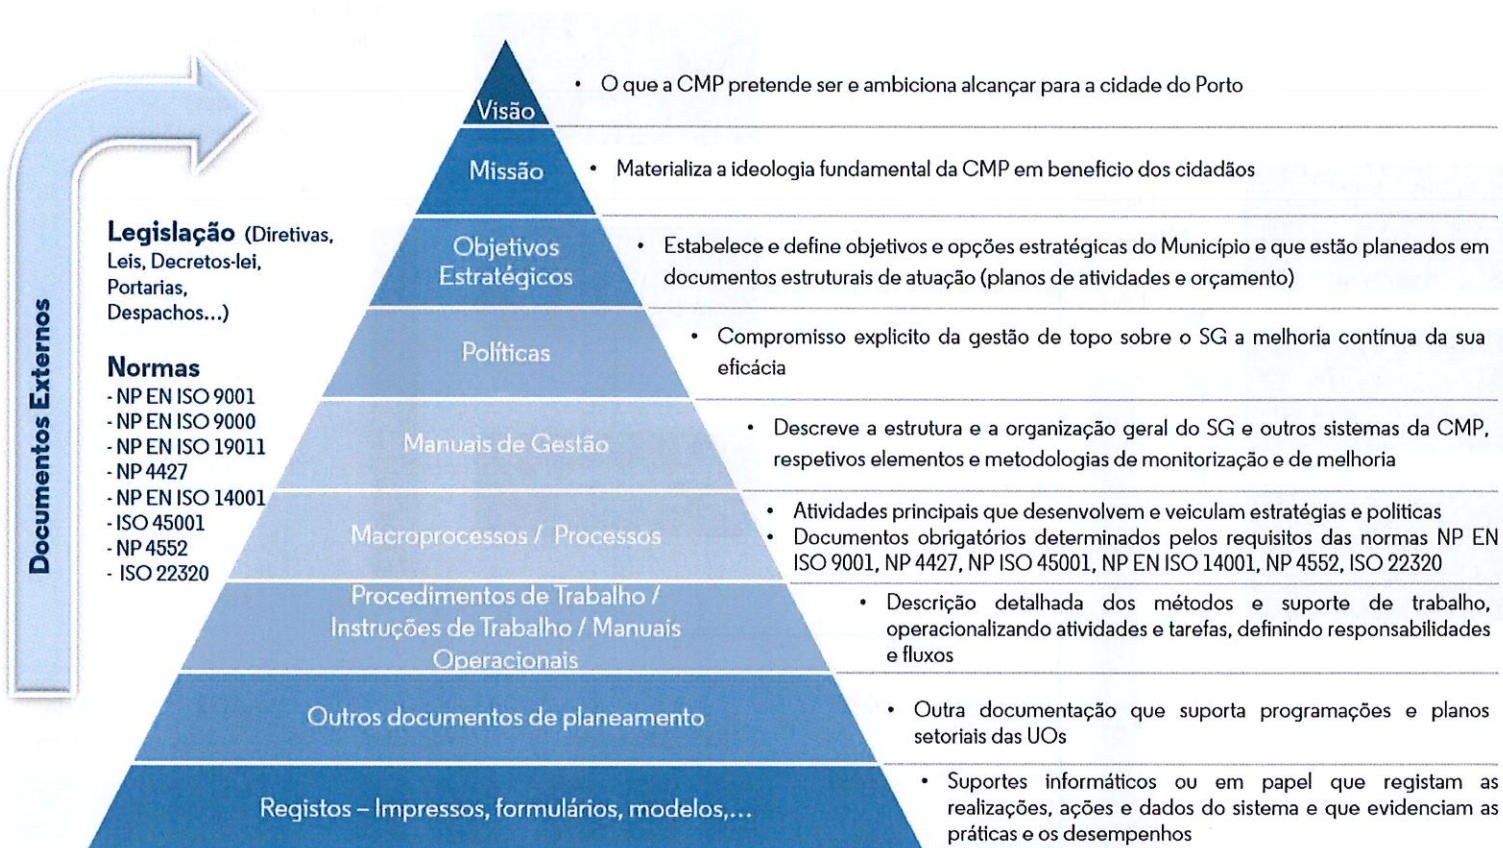 Visão
• O que a CMP pretende ser e ambiciona alcançar para a cidade do Porto
Missão
• Materializa a ideologia fundamental da CMP em beneficio dos cidadãos
Documentos Externos
Legislação (Diretivas,
Leis, Decretos-lei,
Portarias,
Despachos...)
Normas
- NP EN ISO 9001
- NP EN ISO 9000
- NP EN ISO 19011
- NP 4427
- NP EN ISO 14001
- ISO 45001
- NP 4552
- ISO 22320
Objetivos
Estratégicos
• Estabelece e define objetivos e opções estratégicas do Município e que estão planeados em
documentos estruturais de atuação (planos de atividades e orçamento)
Políticas
• Compromisso explicito da gestão de topo sobre o SG a melhoria contínua da sua
eficácia
Manuais de Gestão
• Descreve a estrutura e a organização geral do SG e outros sistemas da CMP,
respetivos elementos e metodologias de monitorização e de melhoria
Macroprocessos / Processos
• Atividades principais que desenvolvem e veiculam estratégias e politicas
• Documentos obrigatórios determinados pelos requisitos das normas NP EN
ISO 9001, NP 4427, NP ISO 45001, NP EN ISO 14001, NP 4552, ISO 22320
Procedimentos de Trabalho /
Instruções de Trabalho / Manuais
Operacionais
• Descrição detalhada dos métodos e suporte de trabalho,
operacionalizando atividades e tarefas, definindo responsabilidades
e fluxos
Outros documentos de planeamento
• Outra documentação que suporta programações e planos
setoriais das UOs
Registos – Impressos, formulários, modelos,...
• Suportes informáticos ou em papel que registam as
realizações, ações e dados do sistema e que evidenciam as
práticas e os desempenhos